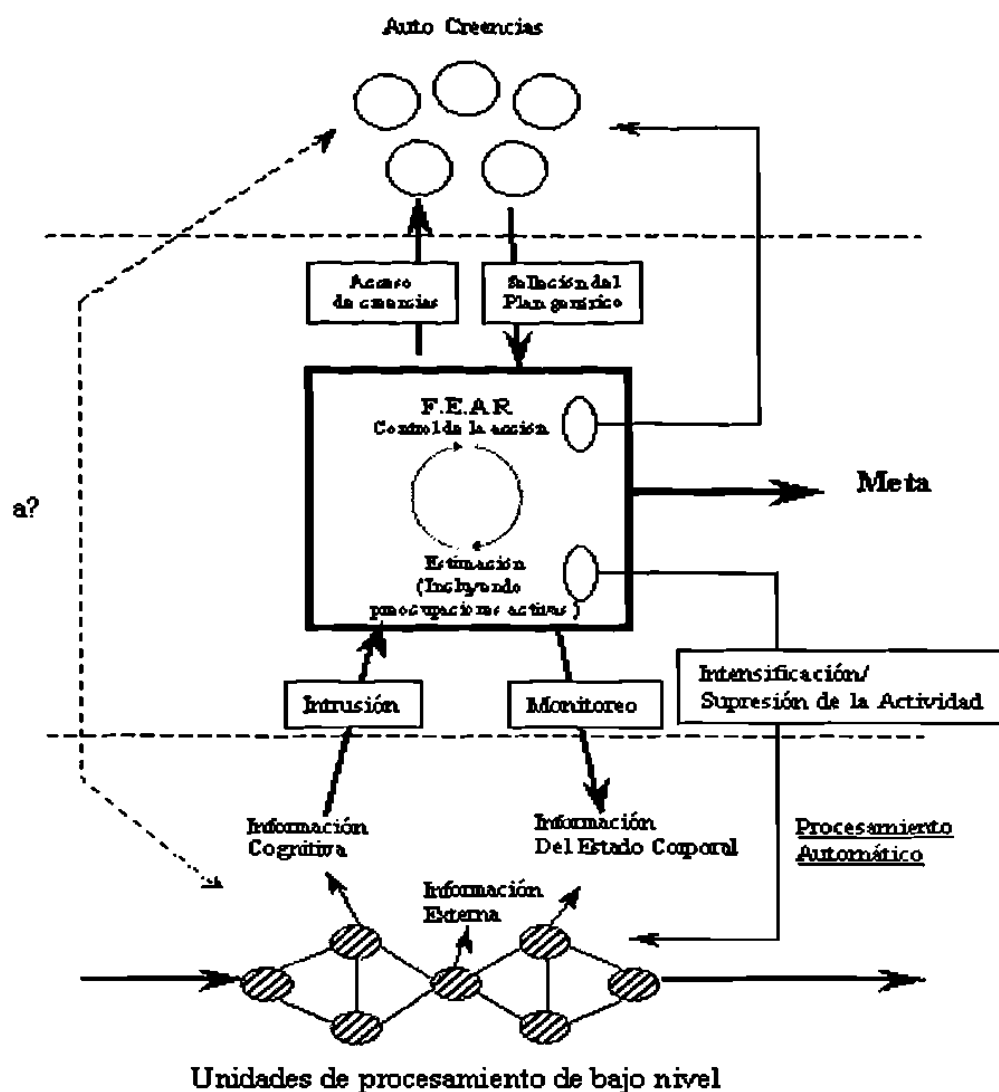 Auto Creencias
Acceso
de creencias
Sellación del
Plan genérico
F.E.A.R.
Control de la acción
Meta
a?
Estimación
(Incluyendo
preocupaciones activas)
Intensificación/
Supresión de la Actividad
Intrusión
Monitoreo
Información
Cognitiva
Información
Del Estado Corporal
Procesamiento
Automático
Información
Externa
Unidades de procesamiento de bajo nivel